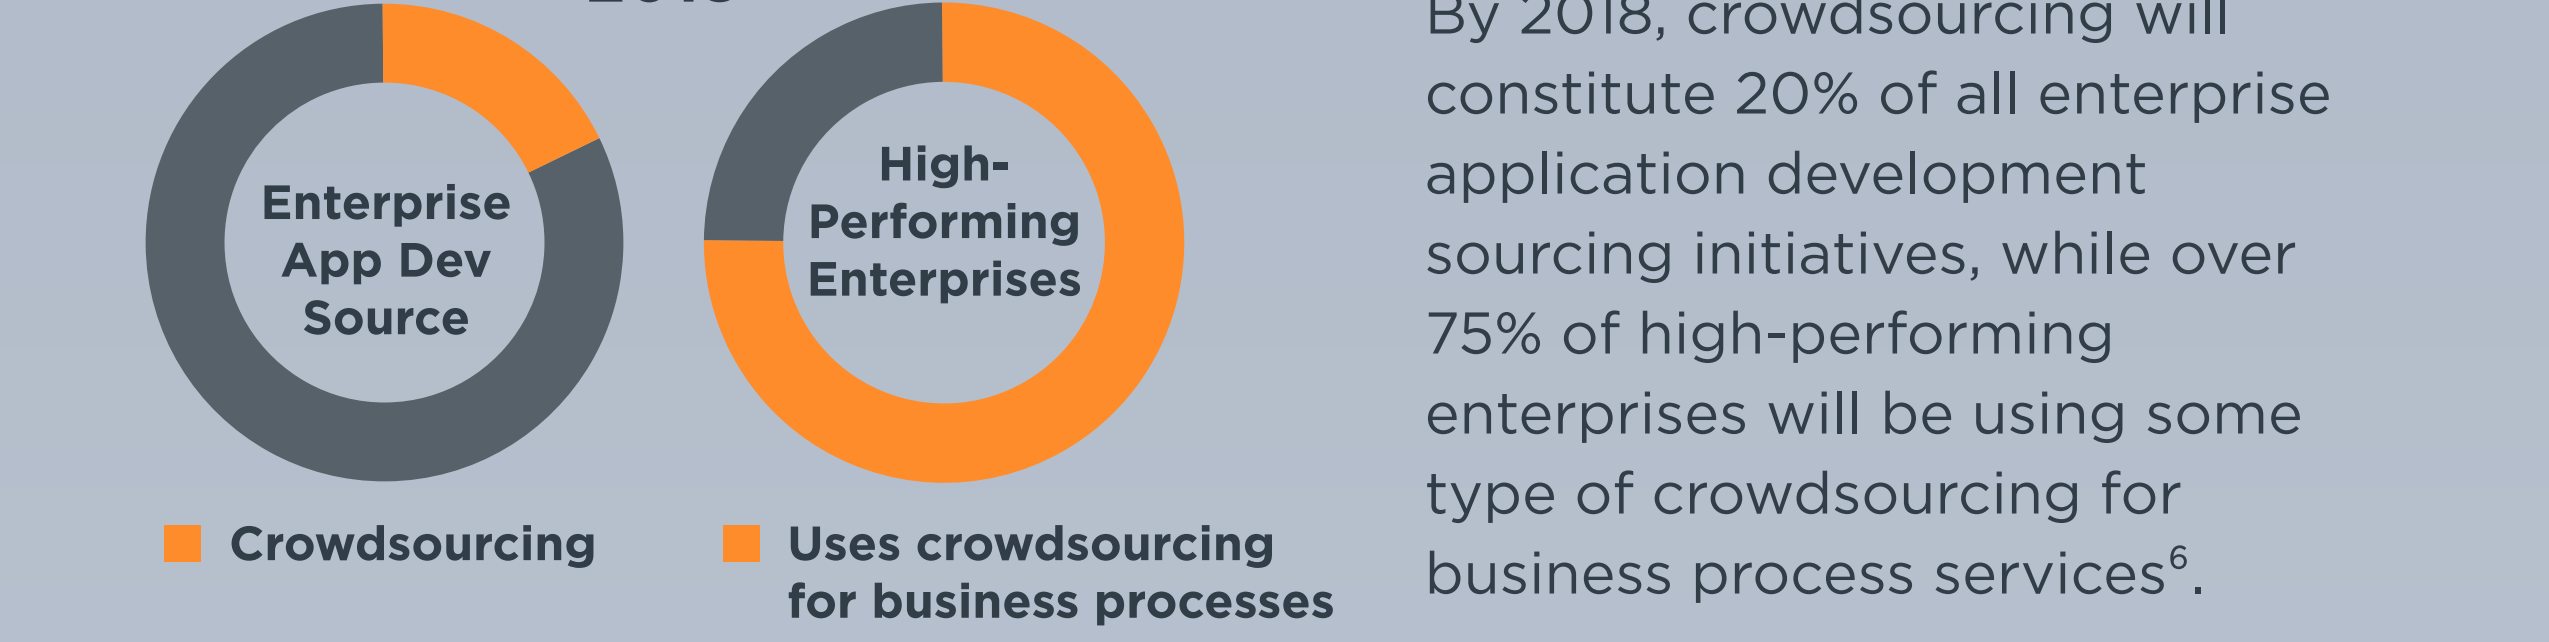 Enterprise
App Dev
Source
Crowdsourcing
High-
Performing
Enterprises
Uses crowdsourcing
for business processes
By 2018, crowdsourcing will
constitute 20% of all enterprise
application development
sourcing initiatives, while over
75% of high-performing
enterprises will be using some
type of crowdsourcing for
business process services⁶.